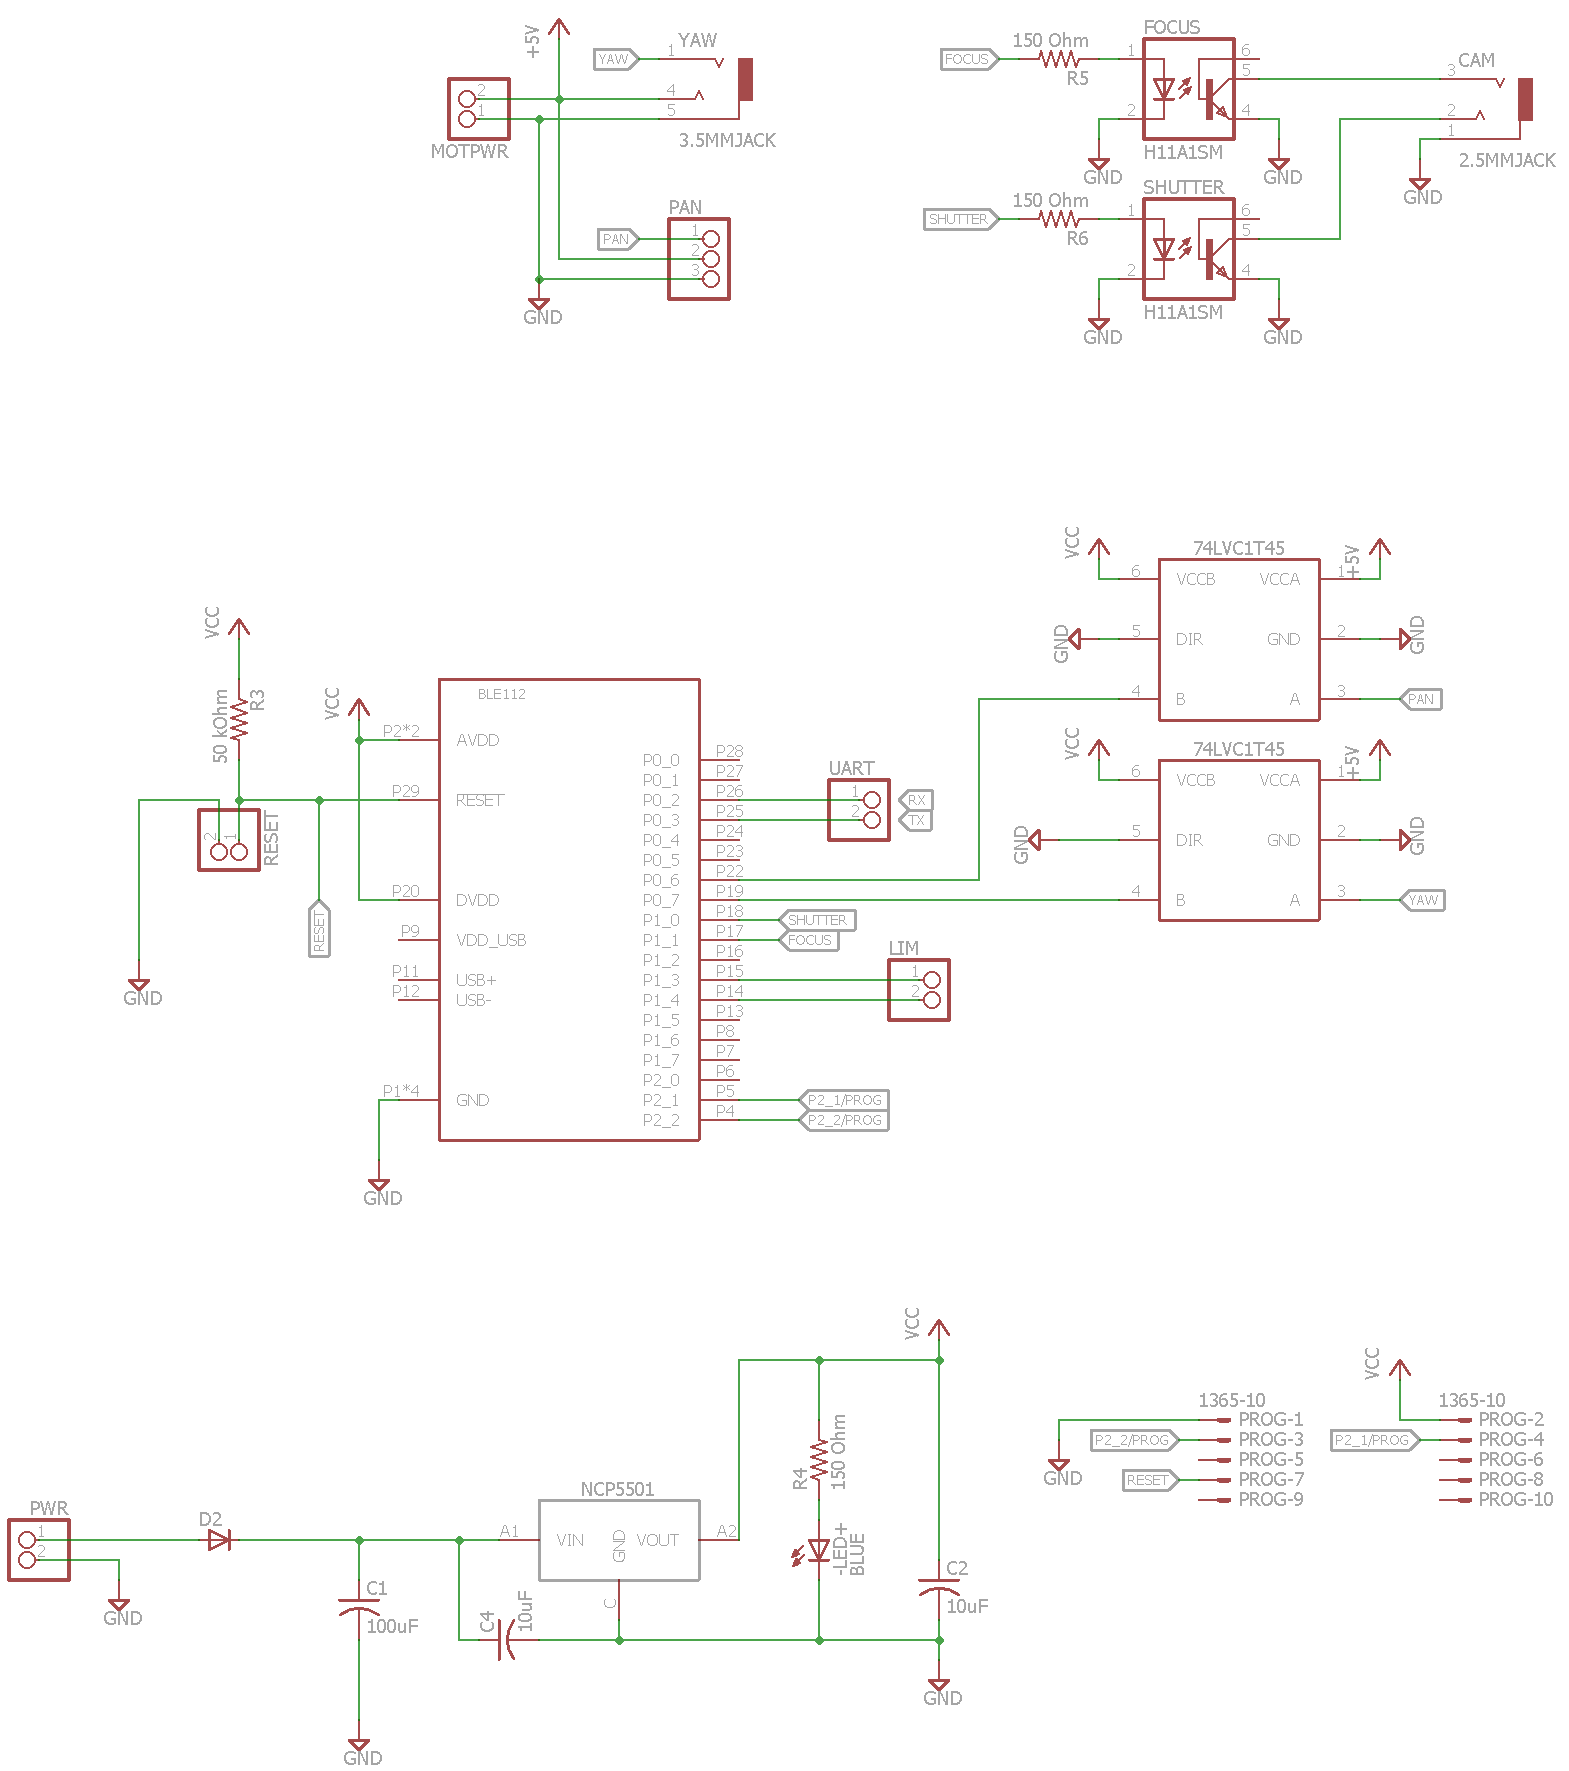 +5V
YAW
1
YAW
4
5
3.5MMJACK
2
1
MOTPWR
PAN
PAN
1
2
3
GND
FOCUS
150 Ohm
R5
FOCUS
1
2
6
5
4
H11A1SM
GND
GND
CAM
3
2
1
2.5MMJACK
GND
SHUTTER
150 Ohm
R6
SHUTTER
1
2
6
5
4
H11A1SM
GND
GND
VCC
74LVC1T45
+5V
6
VCCB
VCCA
1
GND
5
DIR
GND
2
GND
4
B
A
3
PAN
VCC
74LVC1T45
+5V
6
VCCB
VCCA
1
GND
5
DIR
GND
2
GND
4
B
A
3
YAW
VCC
50 kOhm
R3
VCC
2
1
RESET
RESET
GND
BLE112
P2*2
AVDD
P29
RESET
P20
DVDD
P9
VDD_USB
P11
USB+
P12
USB-
P1*4
GND
GND
P0_0
P28
P0_1
P27
P0_2
P26
P0_3
P25
P0_4
P24
P0_5
P23
P0_6
P22
P0_7
P19
P1_0
P18
P1_1
P17
P1_2
P16
P1_3
P15
P1_4
P14
P1_5
P13
P1_6
P8
P1_7
P7
P2_0
P6
P2_1
P5
P2_2
P4
UART
1
2
RX
TX
SHUTTER
FOCUS
LIM
1
2
P2_1/PROG
P2_2/PROG
PWR
1
2
GND
D2
C1
100uF
GND
C4
10uF
NCP5501
A1
VIN
GND
VOUT
A2
C
VCC
R4
150 Ohm
-LED+
BLUE
C2
10uF
GND
1365-10
PROG-1
P2_2/PROG
PROG-3
PROG-5
RESET
PROG-7
PROG-9
GND
VCC
1365-10
PROG-2
P2_1/PROG
PROG-4
PROG-6
PROG-8
PROG-10